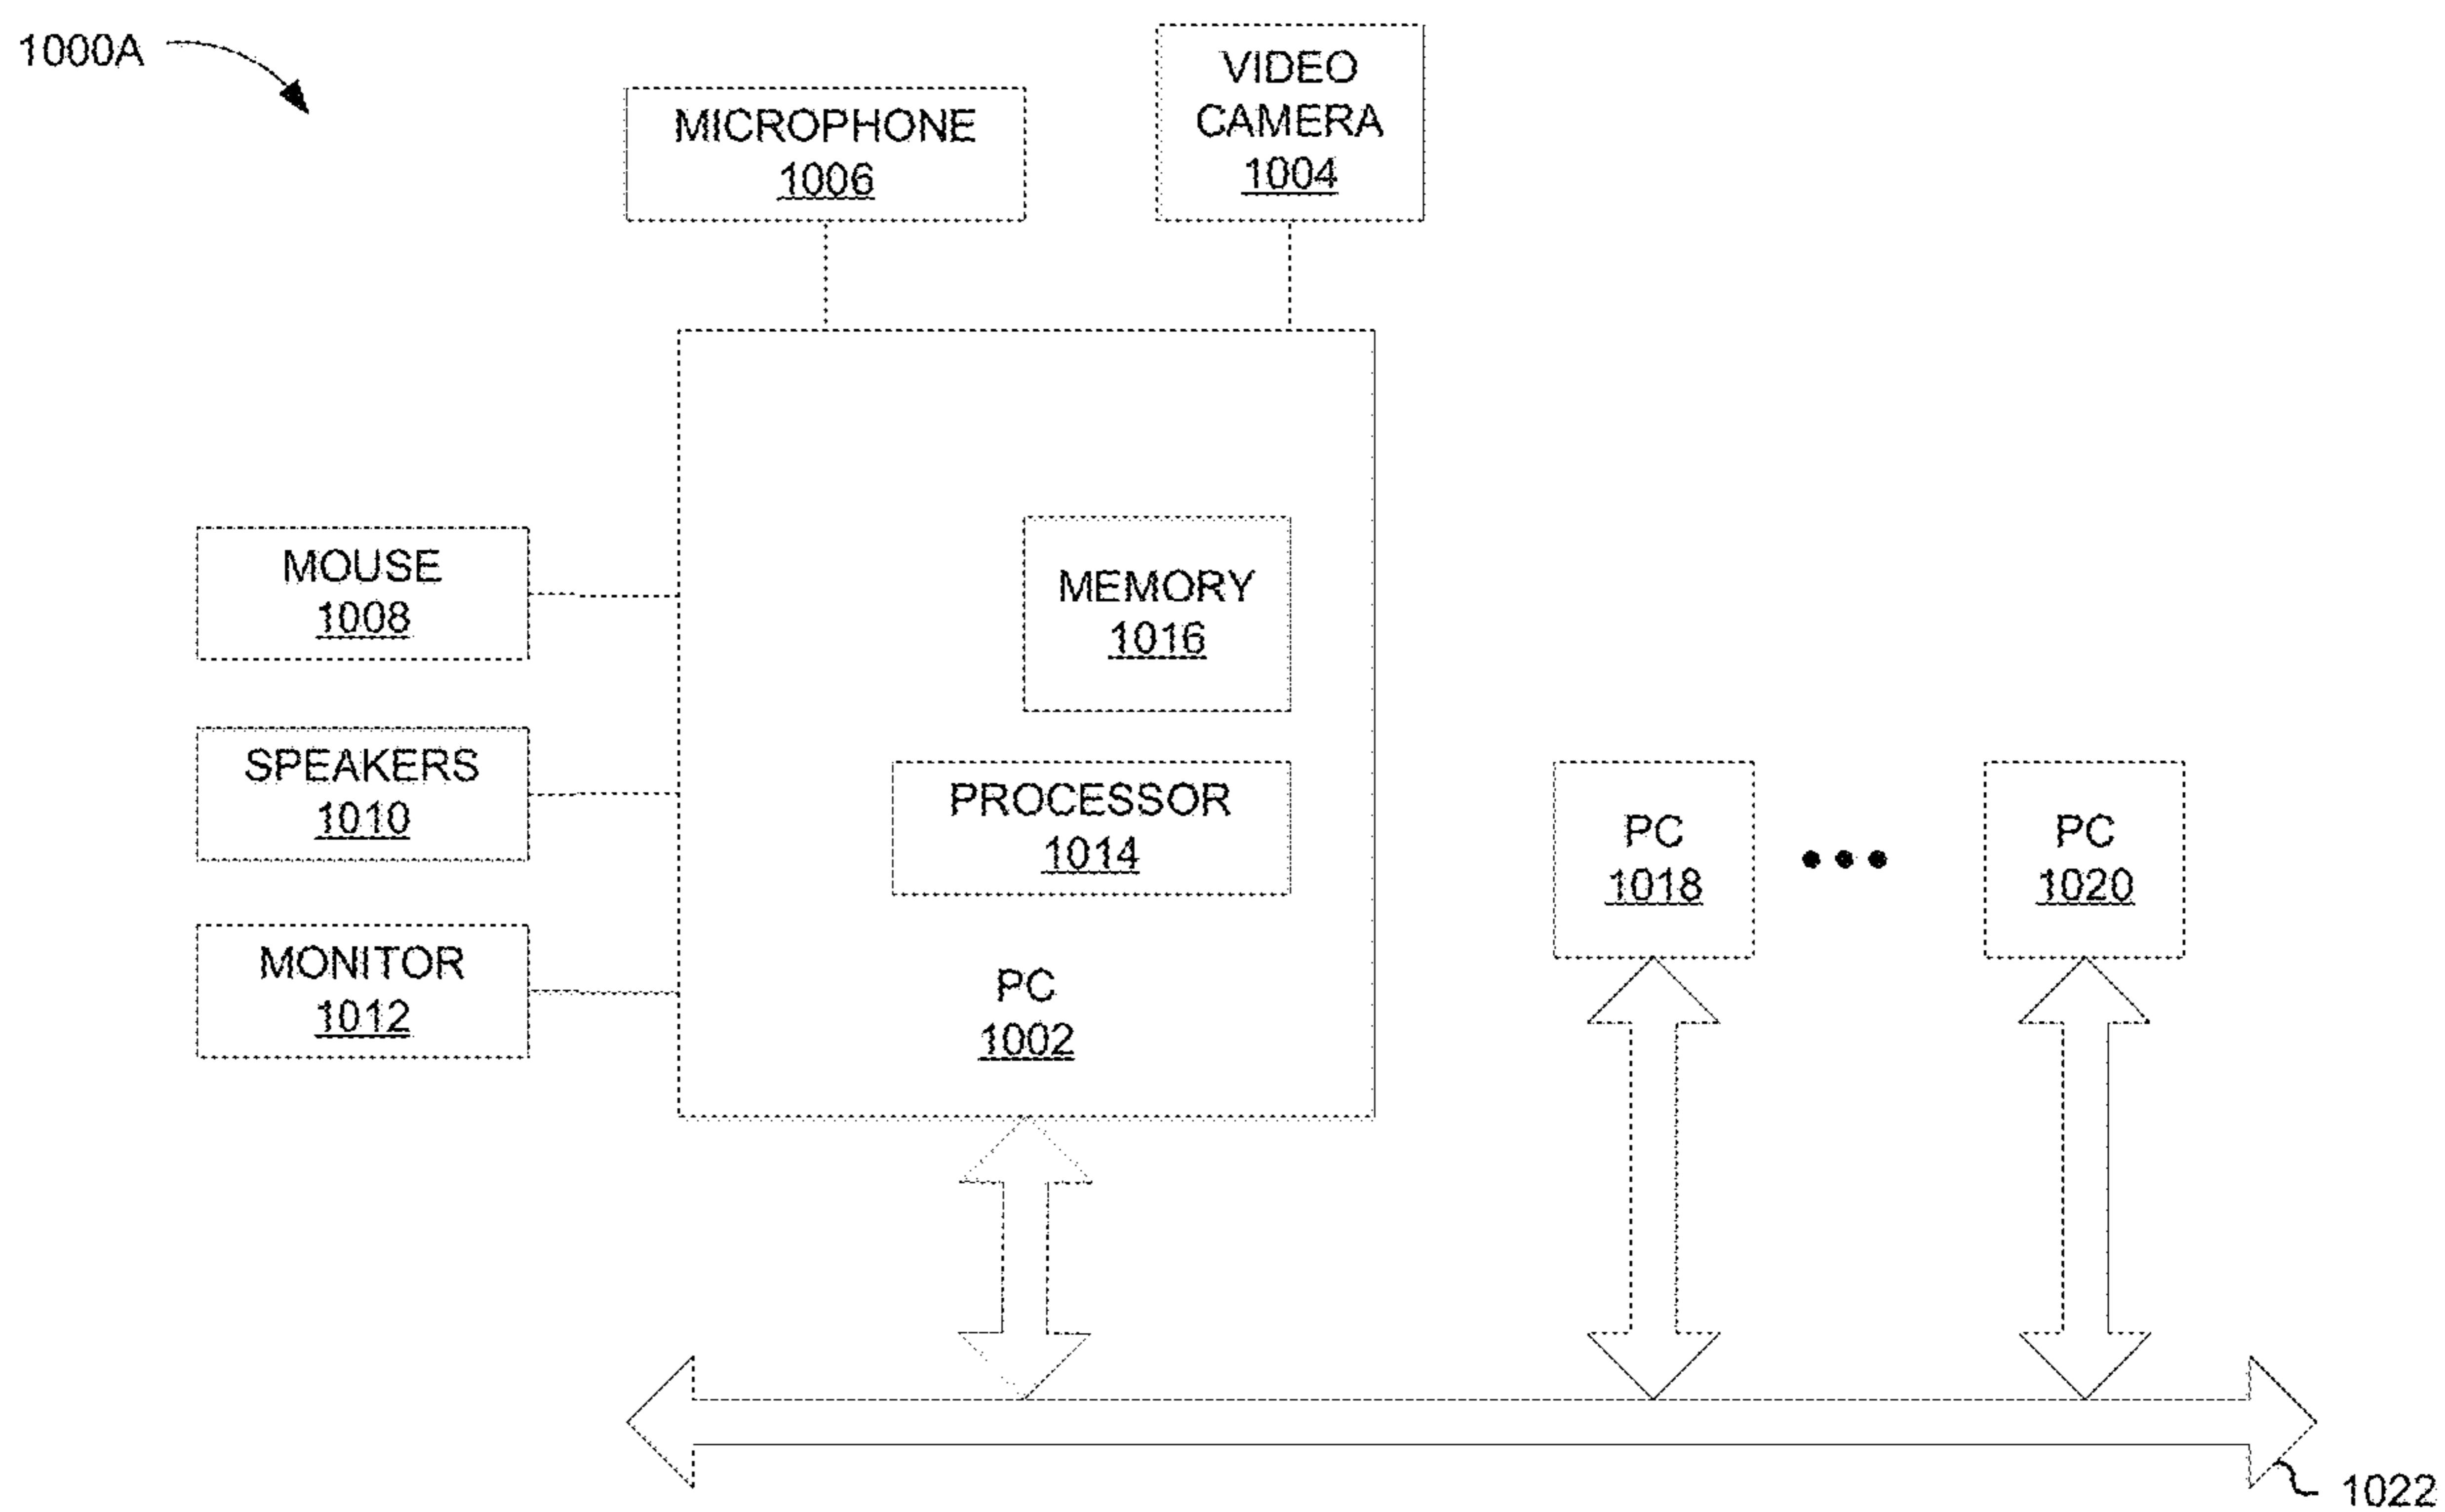 1000A
VIDEO
CAMERA
1004
MICROPHONE
1006
MOUSE
1008
MEMORY
1016
SPEAKERS
1010
PROCESSOR
1014
PC
1018
PC
1020
MONITOR
1012
PC
1002
1022